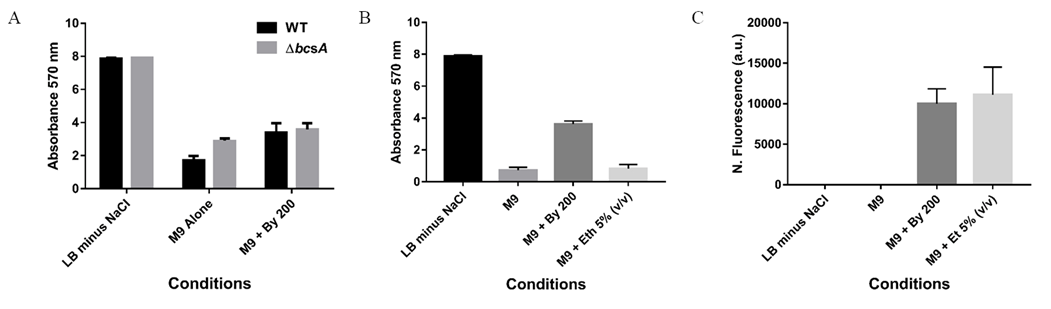 A
10
8
6
4
2
0
Absorbance 570 nm
WT
ΔbcsA
LB minus NaCl
M9 Alone
M9 + By 200
Conditions
B
10
8
6
4
2
0
Absorbance 570 nm
LB minus NaCl
M9
M9 + By 200
M9 + Eth 5% (v/v)
Conditions
C
20000
15000
10000
5000
0
N. Fluorescence (a.u.)
LB minus NaCl
M9
M9 + By 200
M9 + Et 5% (v/v)
Conditions